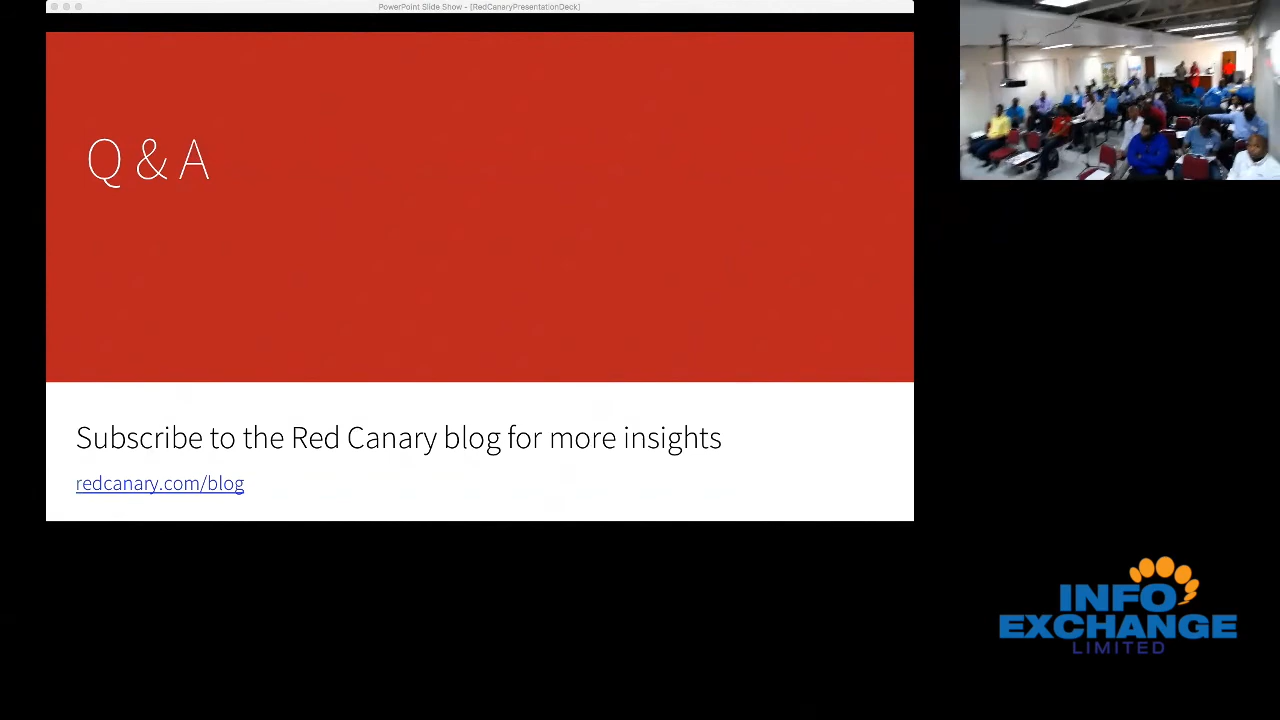 PowerPoint Slide Show - [RedCanaryPresentationDeck]
Q & A
Subscribe to the Red Canary blog for more insights
redcanary.com/blog
INFO
EXCHANGE
LIMITED